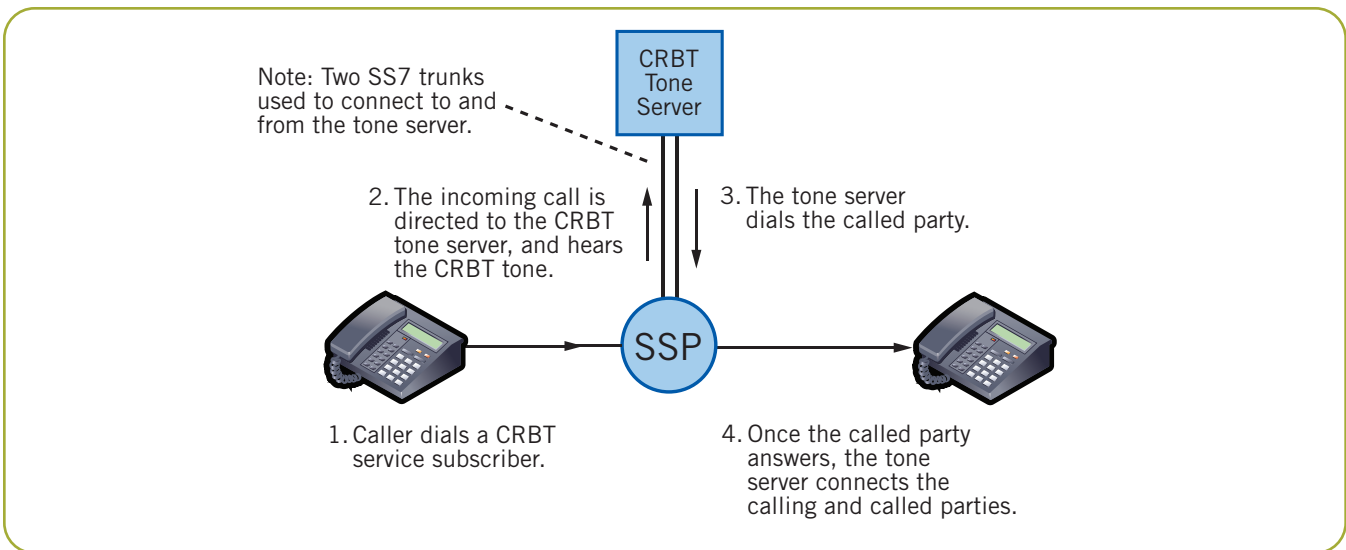 CRBT
Tone
Server
Note: Two SS7 trunks
used to connect to and
from the tone server.
2. The incoming call is
directed to the CRBT
tone server, and hears
the CRBT tone.
3. The tone server
dials the called party.
SSP
1. Caller dials a CRBT
service subscriber.
4. Once the called party
answers, the tone
server connects the
calling and called parties.